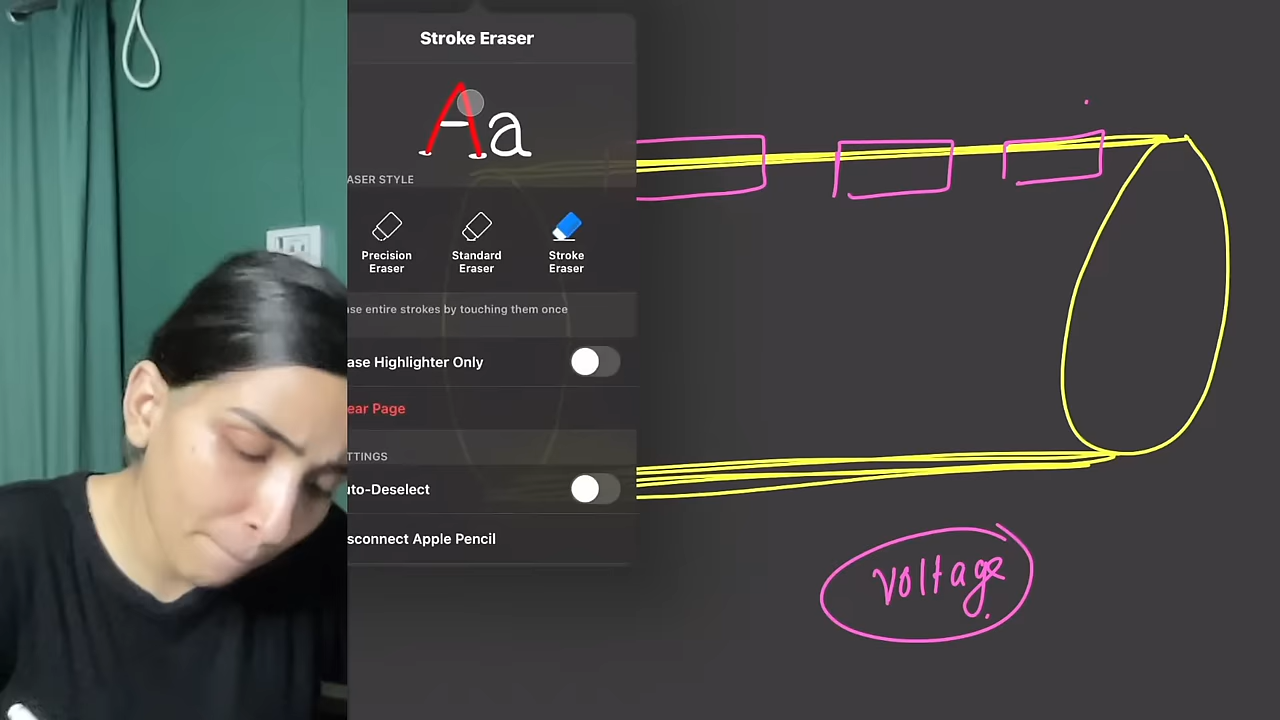 Stroke Eraser
Aa
ASER STYLE
Precision Eraser
Standard Eraser
Stroke Eraser
ase entire strokes by touching them once
ase Highlighter Only
ear Page
TTINGS
uto-Deselect
sconnect Apple Pencil
voltage